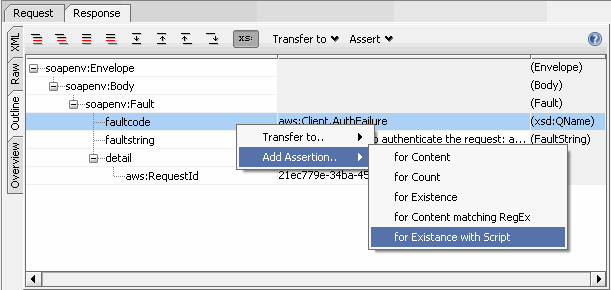 Request Response
XML
Raw
Outline
Overview
XS: Transfer to Assert
soapenv:Envelope (Envelope)
soapenv:Body (Body)
soapenv:Fault (Fault)
faultcode aws:Client.AuthFailure (xsd:QName)
faultstring o authenticate the request: a... (FaultString)
detail
aws:RequestId 21ec779e-34ba-45
Transfer to..
Add Assertion..
for Content
for Count
for Existence
for Content matching RegEx
for Existance with Script